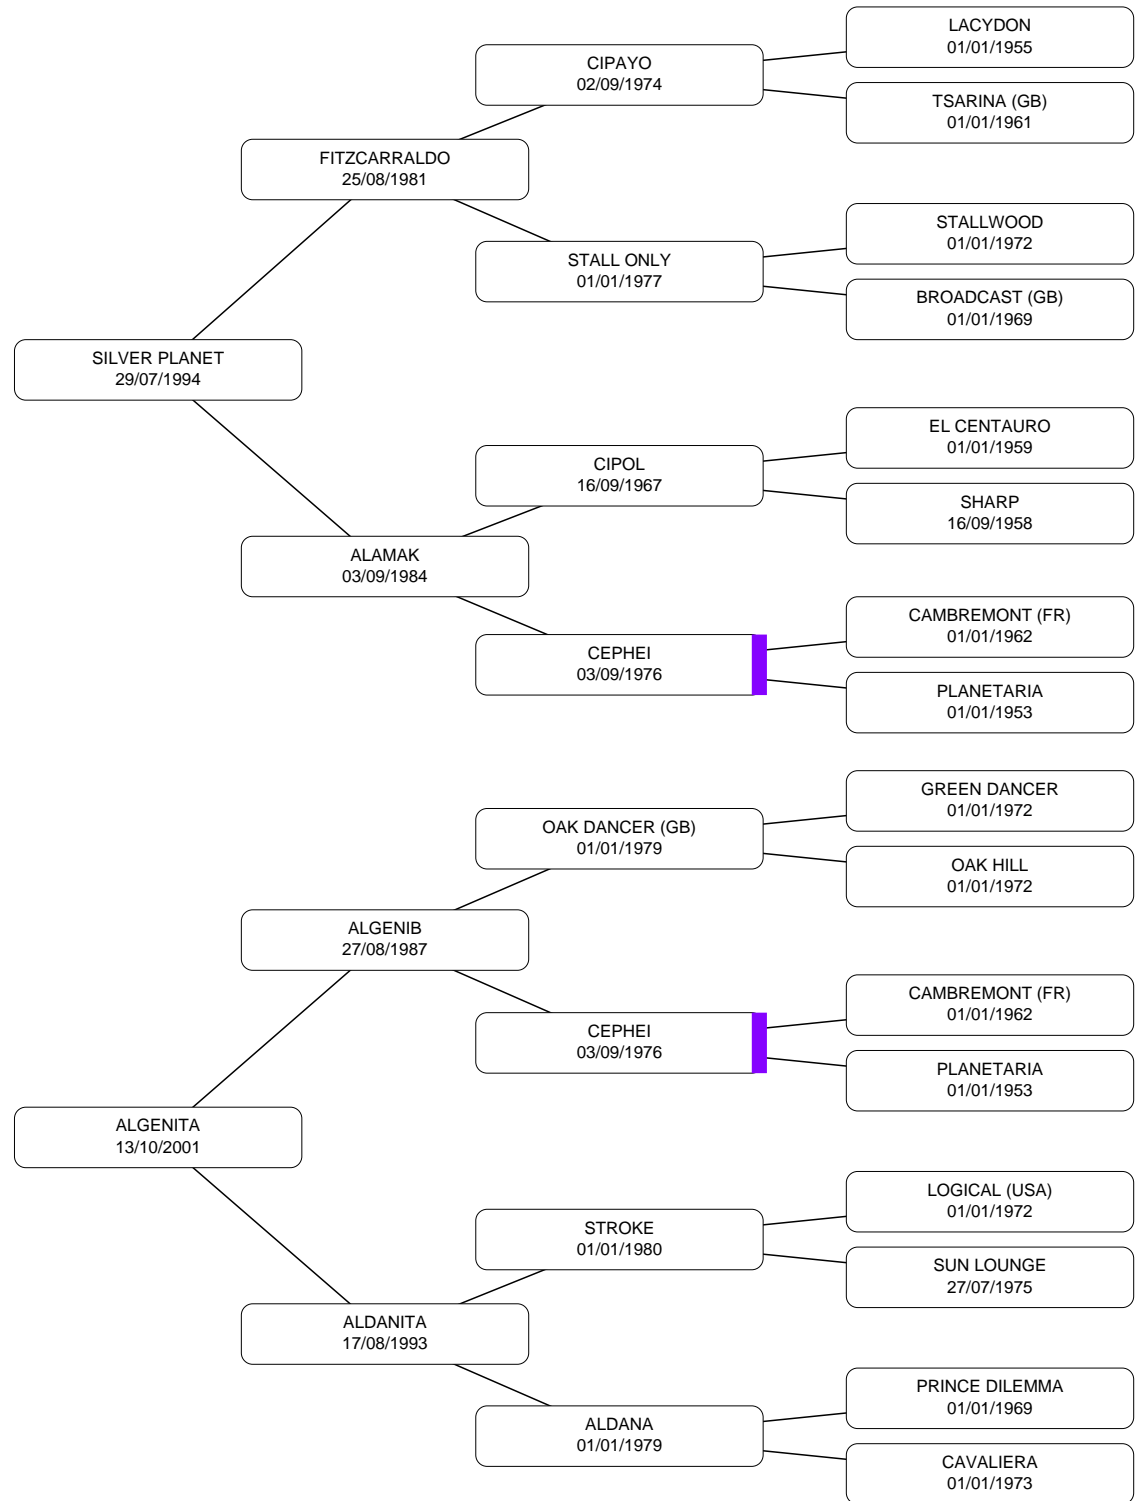 LACYDON
01/01/1955
CIPAYO
02/09/1974
TSARINA (GB)
01/01/1961
FITZCARRALDO
25/08/1981
STALLWOOD
01/01/1972
STALL ONLY
01/01/1977
BROADCAST (GB)
01/01/1969
SILVER PLANET
29/07/1994
EL CENTAURO
01/01/1959
CIPOL
16/09/1967
SHARP
16/09/1958
ALAMAK
03/09/1984
CAMBREMONT (FR)
01/01/1962
CEPHEI
03/09/1976
PLANETARIA
01/01/1953
GREEN DANCER
01/01/1972
OAK DANCER (GB)
01/01/1979
OAK HILL
01/01/1972
ALGENIB
27/08/1987
CAMBREMONT (FR)
01/01/1962
CEPHEI
03/09/1976
PLANETARIA
01/01/1953
ALGENITA
13/10/2001
LOGICAL (USA)
01/01/1972
STROKE
01/01/1980
SUN LOUNGE
27/07/1975
ALDANITA
17/08/1993
PRINCE DILEMMA
01/01/1969
ALDANA
01/01/1979
CAVALIERA
01/01/1973